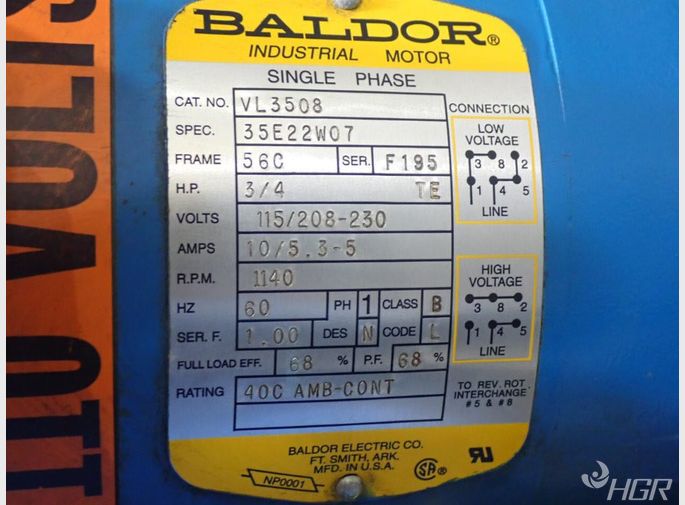 BALDOR®
INDUSTRIAL MOTOR
SINGLE PHASE
CAT. NO. VL3508
SPEC. 35E22W07
FRAME 56C SER. F195
H.P. 3/4 TE
VOLTS 115/208-230
AMPS 10/5.3-5
R.P.M. 1140
HZ 60 PH 1 CLASS B
SER. F. 1.00 DES N CODE L
FULL LOAD EFF. 68 % P.F. 68 %
RATING 40C AMB-CONT
CONNECTION
LOW
VOLTAGE
3 8 2
1 4 5
LINE
HIGH
VOLTAGE
3 8 2
1 4 5
LINE
TO REV. ROT.
INTERCHANGE
#5 & #8
BALDOR ELECTRIC CO.
FT. SMITH, ARK.
MFD. IN U.S.A.
NP0001
SA
110 VOLTS
HGR